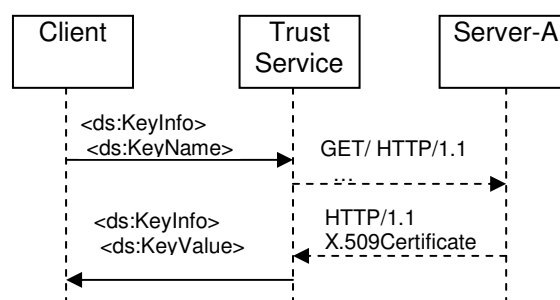 Client
Trust
Service
Server-A
<ds:KeyInfo>
<ds:KeyName>
GET/ HTTP/1.1
...
<ds:KeyInfo>
<ds:KeyValue>
HTTP/1.1
X.509Certificate